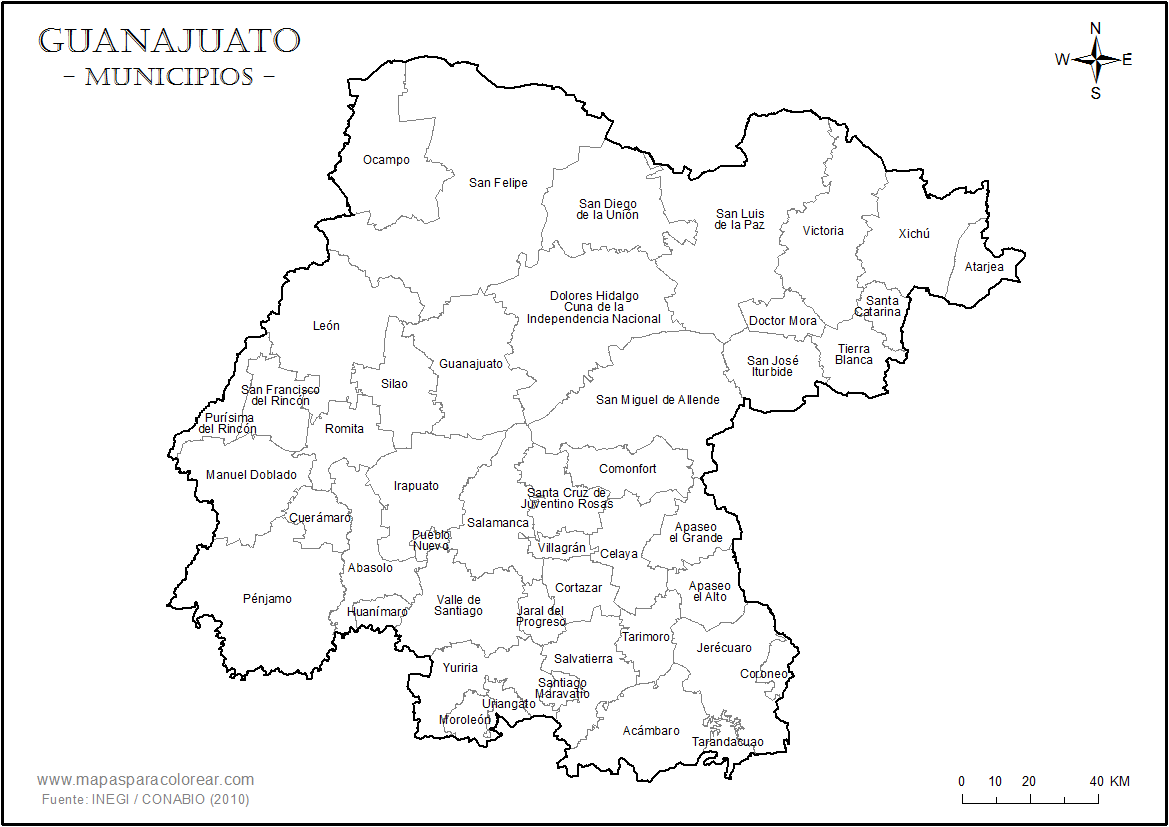 GUANAJUATO
- MUNICIPIOS -
N
W
E
S
Ocampo
San Felipe
San Diego
de la Unión
San Luis
de la Paz
Victoria
Xichú
Atarjea
Dolores Hidalgo
Cuna de la
Independencia Nacional
Santa
Catarina
Doctor Mora
León
Tierra
Blanca
Guanajuato
San José
Iturbide
Silao
San Francisco
del Rincón
San Miguel de Allende
Purísima
del Rincón
Romita
Manuel Doblado
Comonfort
Irapuato
Santa Cruz de
Juventino Rosas
Cuerámaro
Salamanca
Apaseo
el Grande
Pueblo
Nuevo
Villagrán
Celaya
Abasolo
Cortazar
Apaseo
el Alto
Pénjamo
Valle de
Santiago
Huanímaro
Jaral del
Progreso
Tarimoro
Jerécuaro
Salvatierra
Yuriria
Coroneo
Santiago
Maravatío
Uriangato
Moroleón
Acámbaro
Tarandacuao
www.mapasparacolorear.com
Fuente: INEGI / CONABIO (2010)
0 10 20 40 KM